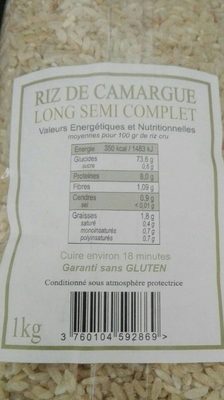 RIZ DE CAMARGUE
LONG SEMI COMPLET
Valeurs Energétiques et Nutritionnelles
moyennes pour 100 gr de riz cru
Energie 350 kcal / 1483 kJ
Glucides 73,6 g
sucre 0,5 g
Protéines 8,0 g
Fibres 1,09 g
Cendres 0,9 g
sel < 0,01 g
Graisses 1,8 g
saturé 0,4 g
monoinsaturés 0,7 g
polyinsaturés 0,7 g
Cuire environ 18 minutes
Garanti sans GLUTEN
Conditionné sous atmosphère protectrice
1kg
3 760104 592869 >